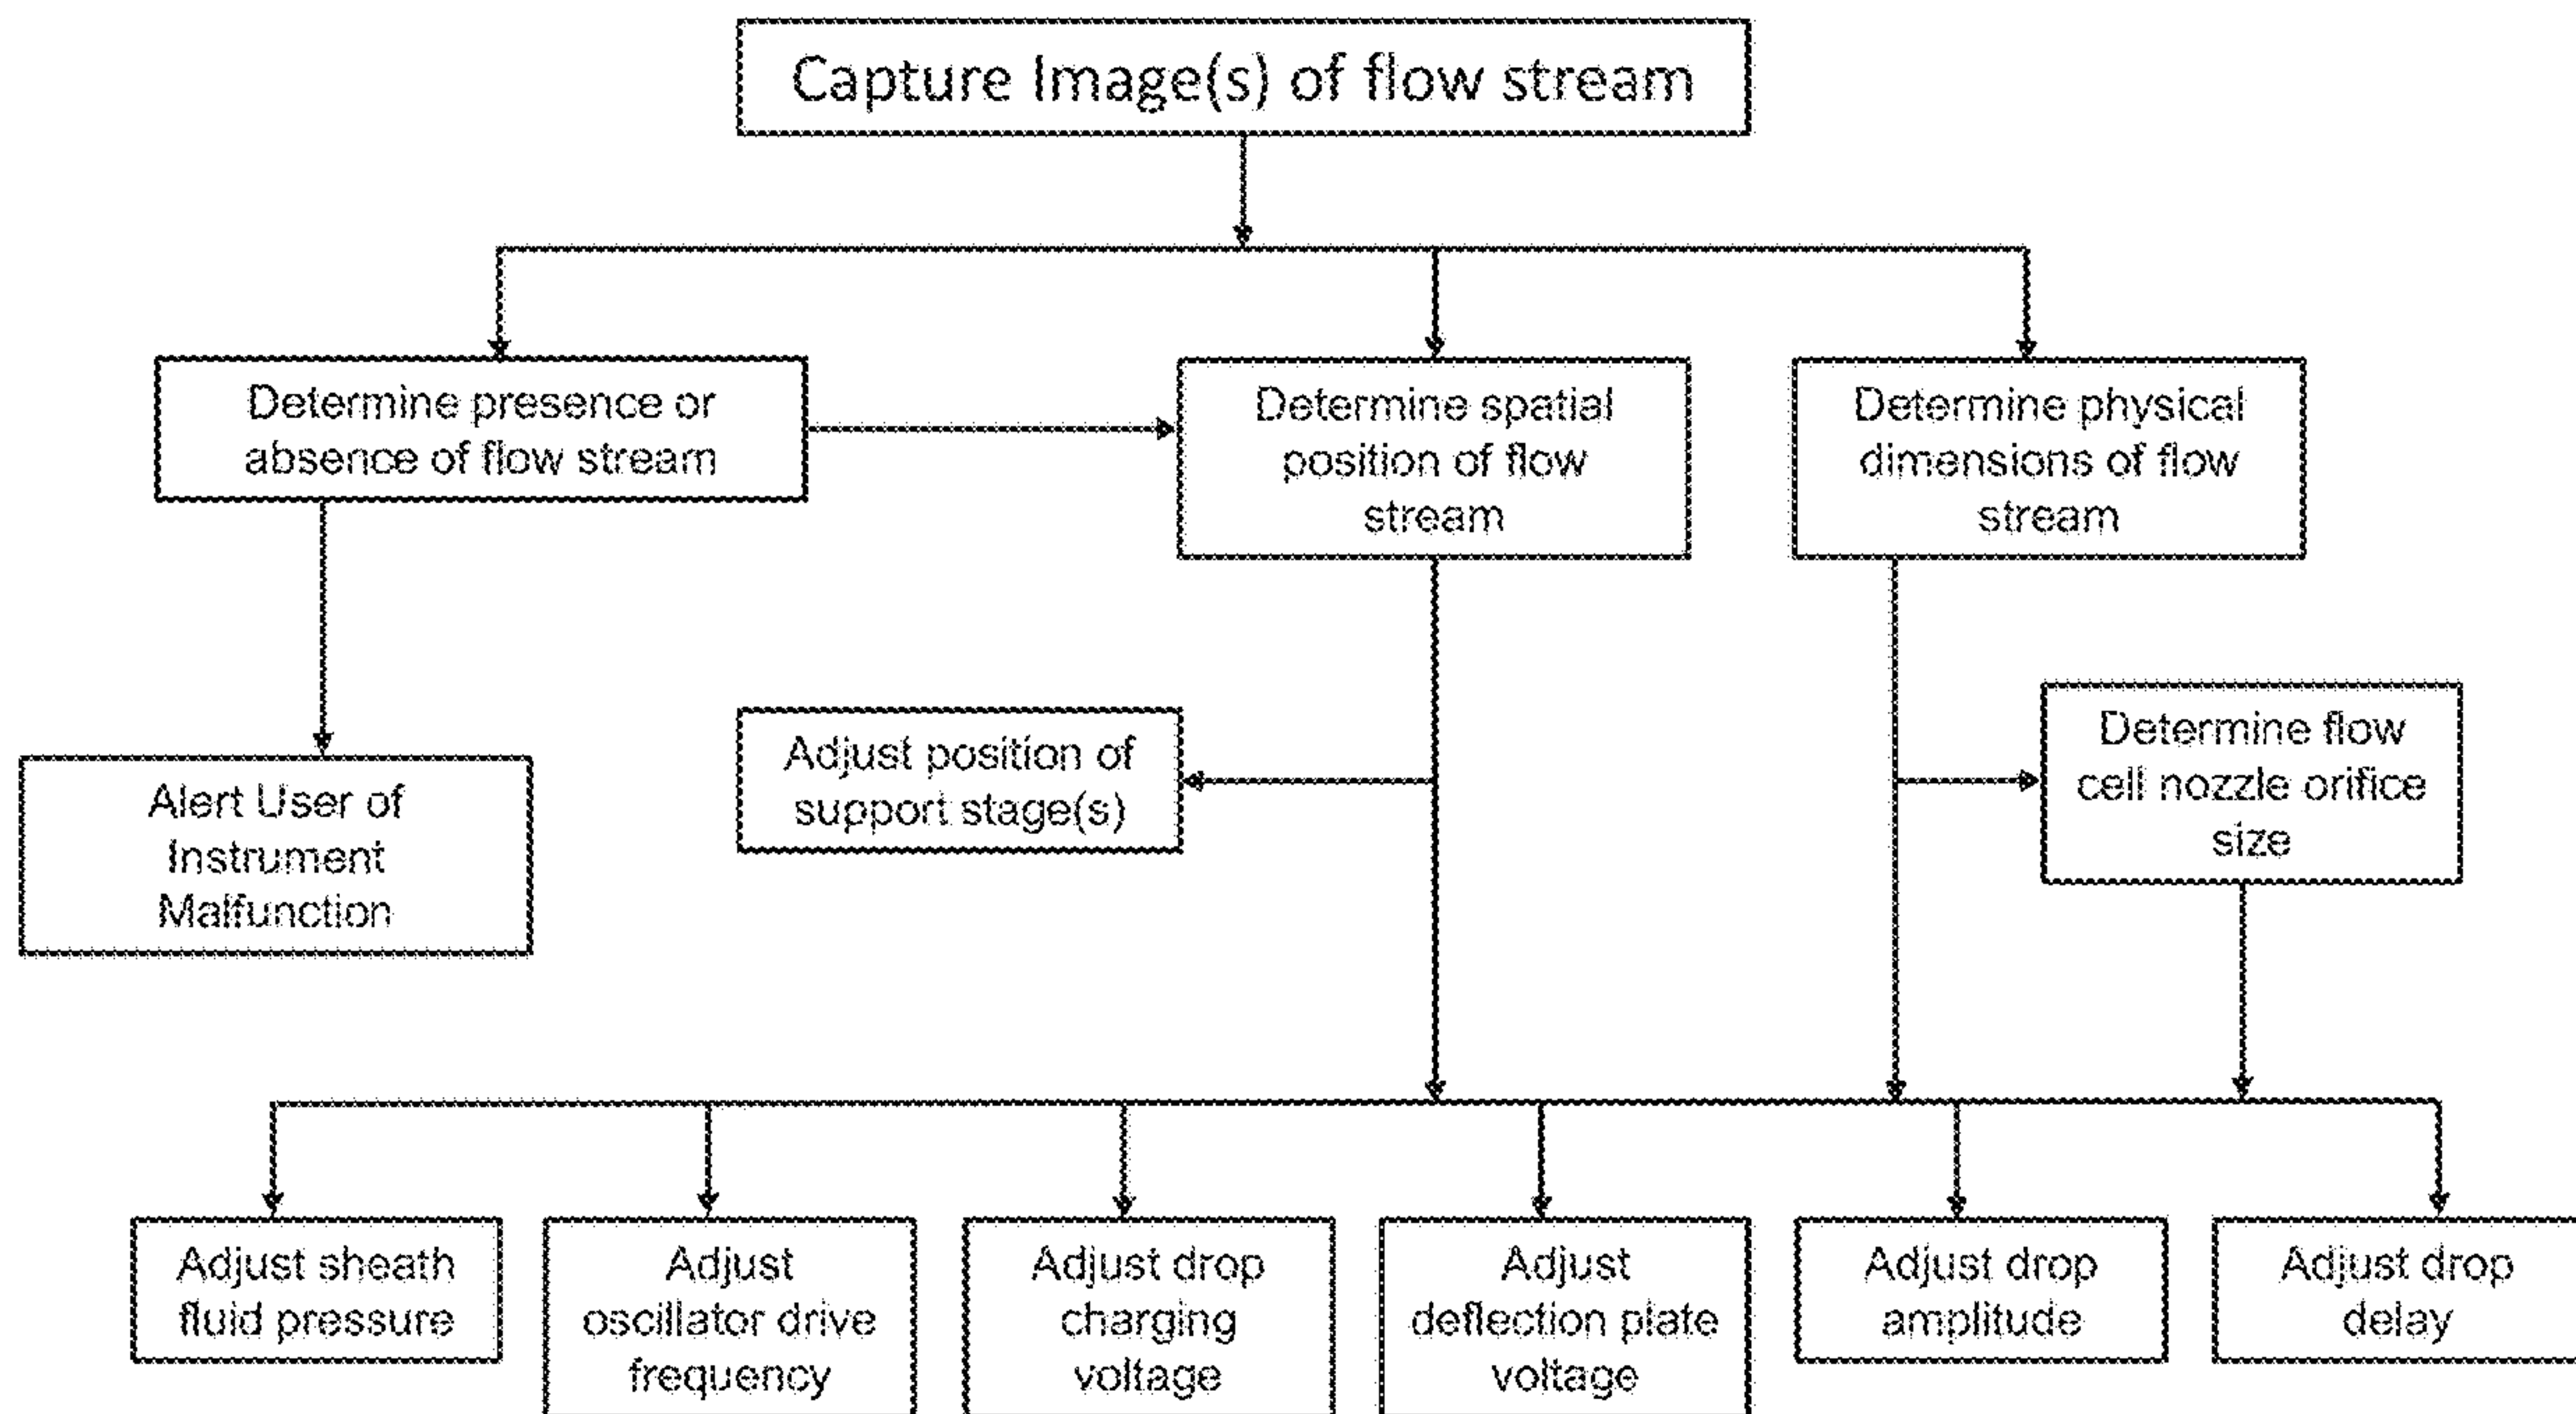 Capture Image(s) of flow stream
Determine presence or
absence of flow stream
Determine spatial
position of flow
stream
Determine physical
dimensions of flow
stream
Alert User of
Instrument
Malfunction
Adjust position of
support stage(s)
Determine flow
cell nozzle orifice
size
Adjust sheath
fluid pressure
Adjust
oscillator drive
frequency
Adjust drop
charging
voltage
Adjust
deflection plate
voltage
Adjust drop
amplitude
Adjust drop
delay